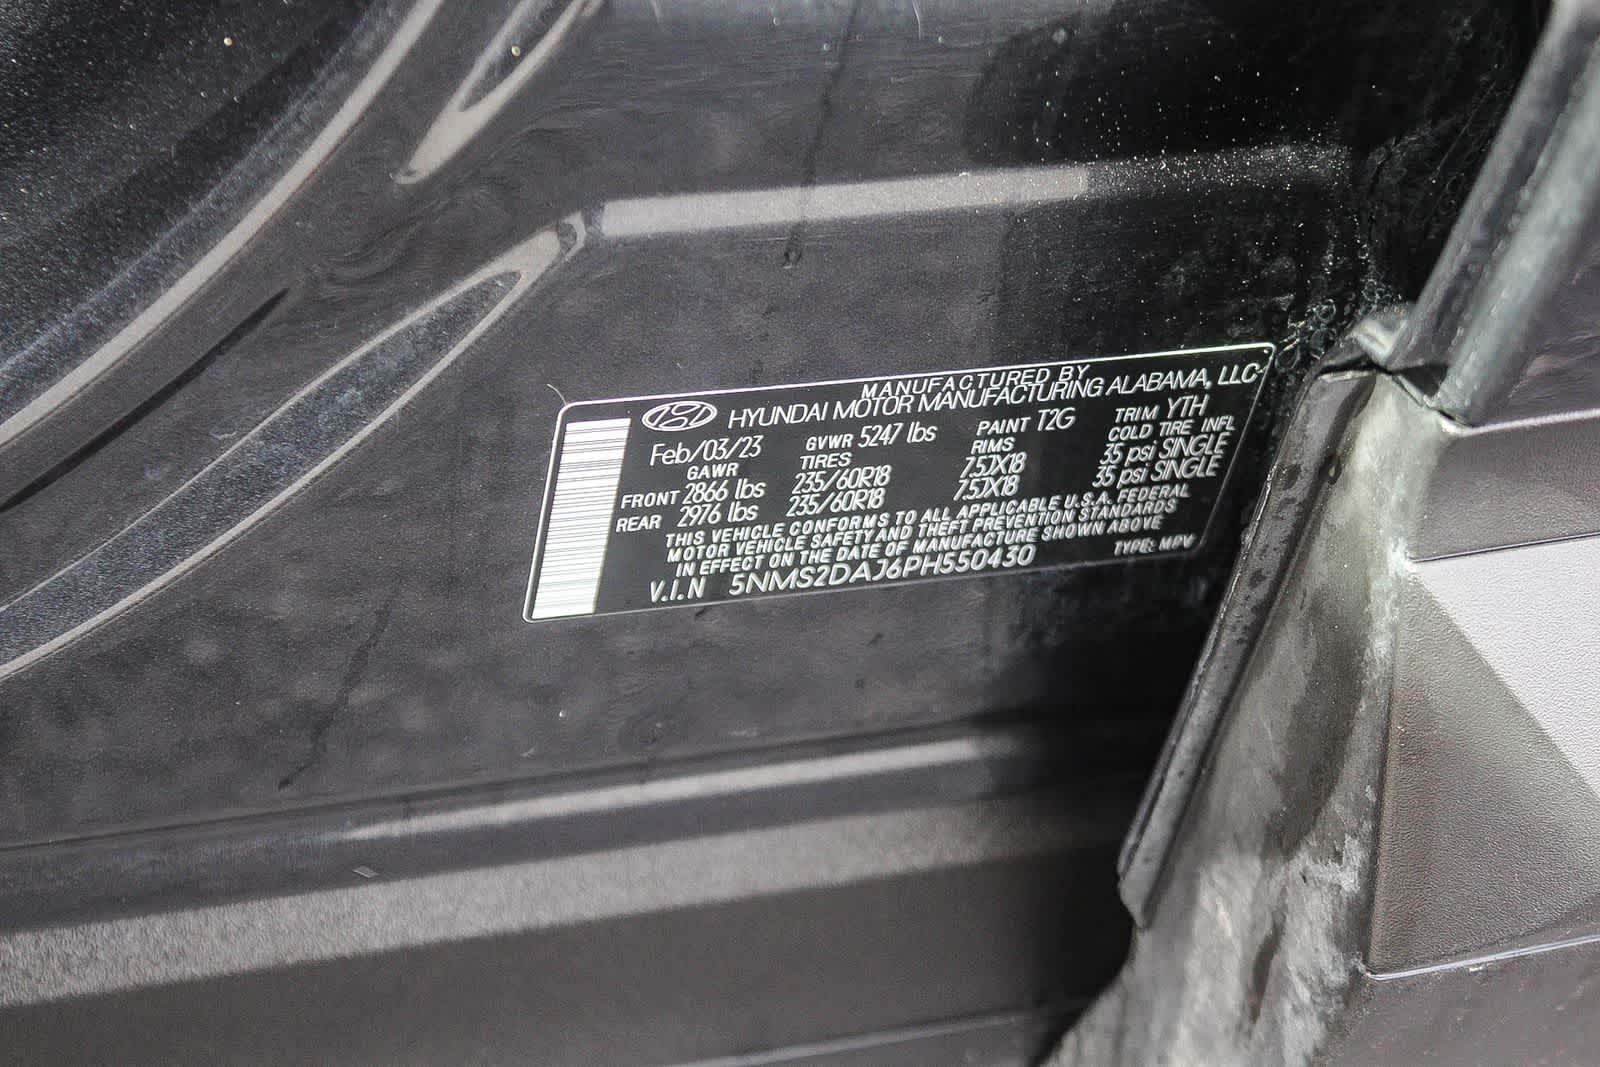 MANUFACTURED BY
HYUNDAI MOTOR MANUFACTURING ALABAMA, LLC
Feb/03/23 GVWR 5247 lbs PAINT T2G TRIM YTH
GAWR TIRES RIMS COLD TIRE INFL
FRONT 2866 lbs 235/60R18 7.5JX18 35 psi SINGLE
REAR 2976 lbs 235/60R18 7.5JX18 35 psi SINGLE
THIS VEHICLE CONFORMS TO ALL APPLICABLE U.S.A. FEDERAL
MOTOR VEHICLE SAFETY AND THEFT PREVENTION STANDARDS
IN EFFECT ON THE DATE OF MANUFACTURE SHOWN ABOVE
V.I.N 5NMS2DAJ6PH550430 TYPE: MPV